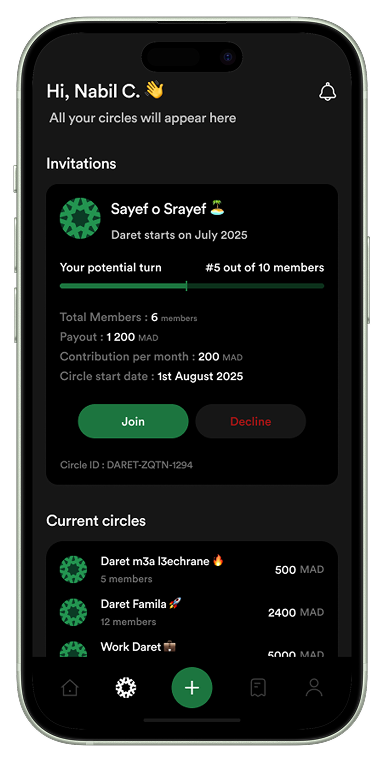 Hi, Nabil C. 👋
All your circles will appear here
Invitations
Sayef o Srayef 🏝️
Daret starts on July 2025
Your potential turn #5 out of 10 members
Total Members : 6 members
Payout : 1 200 MAD
Contribution per month : 200 MAD
Circle start date : 1st August 2025
Join Decline
Circle ID : DARET-ZQTN-1294
Current circles
Daret m3a l3echrane 🔥
5 members
500 MAD
Daret Famila 🚀
12 members
2400 MAD
Work Daret 💼
5000 MAD